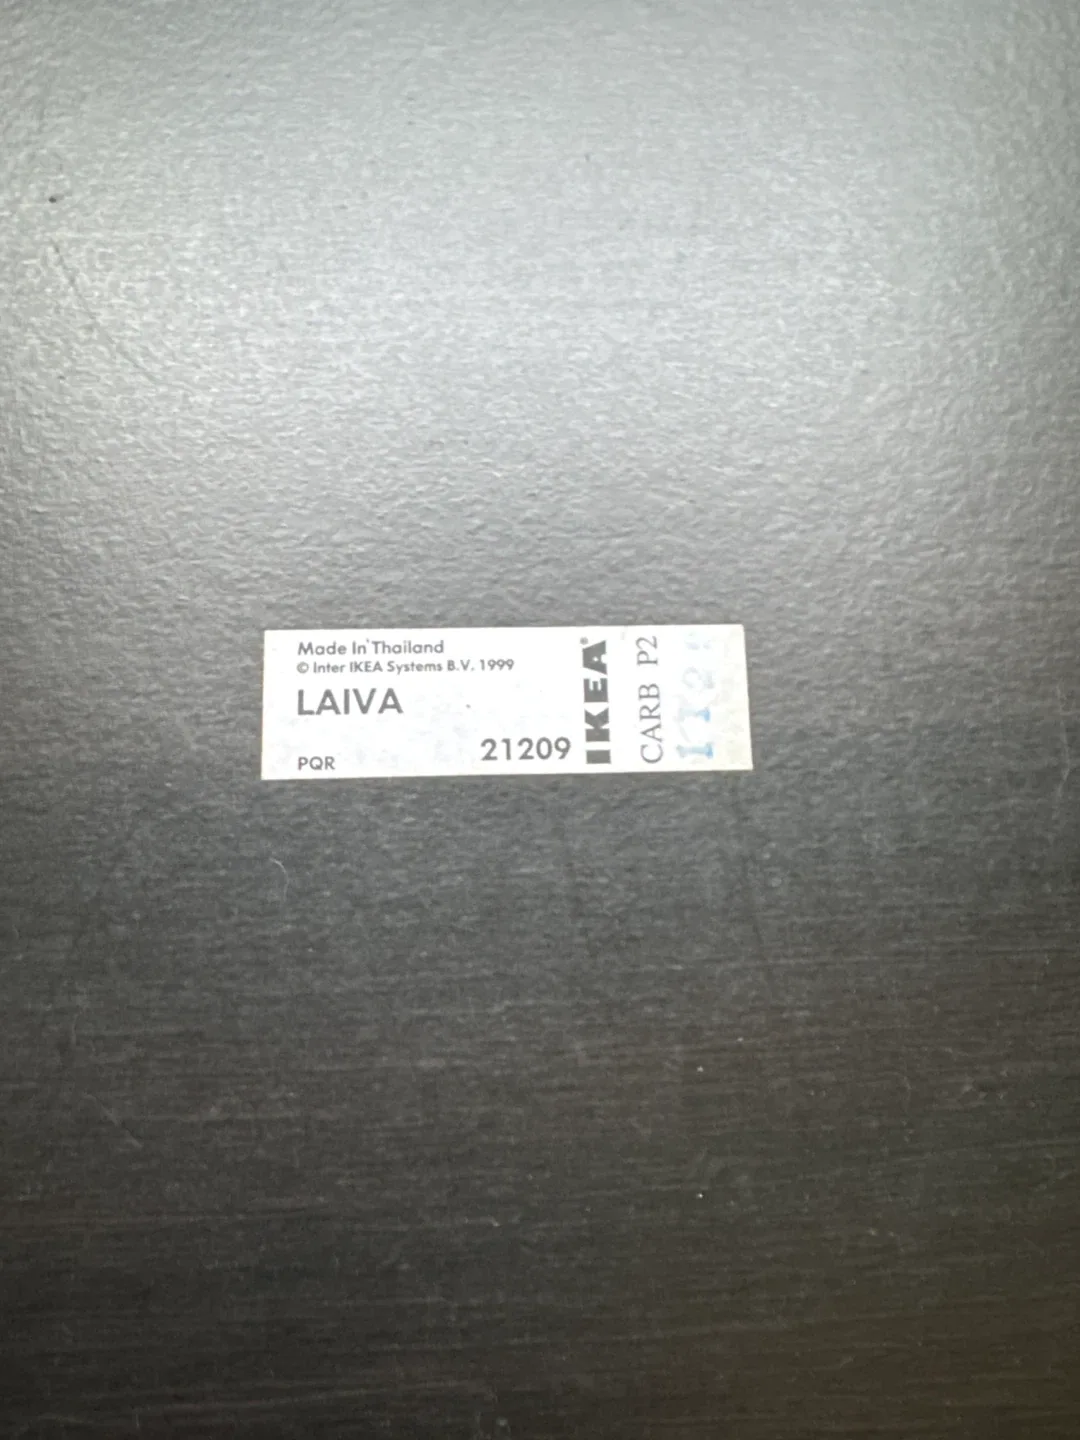 Made In Thailand
© Inter IKEA Systems B.V. 1999
LAIVA
PQR
21209
IKEA®
CARB P2